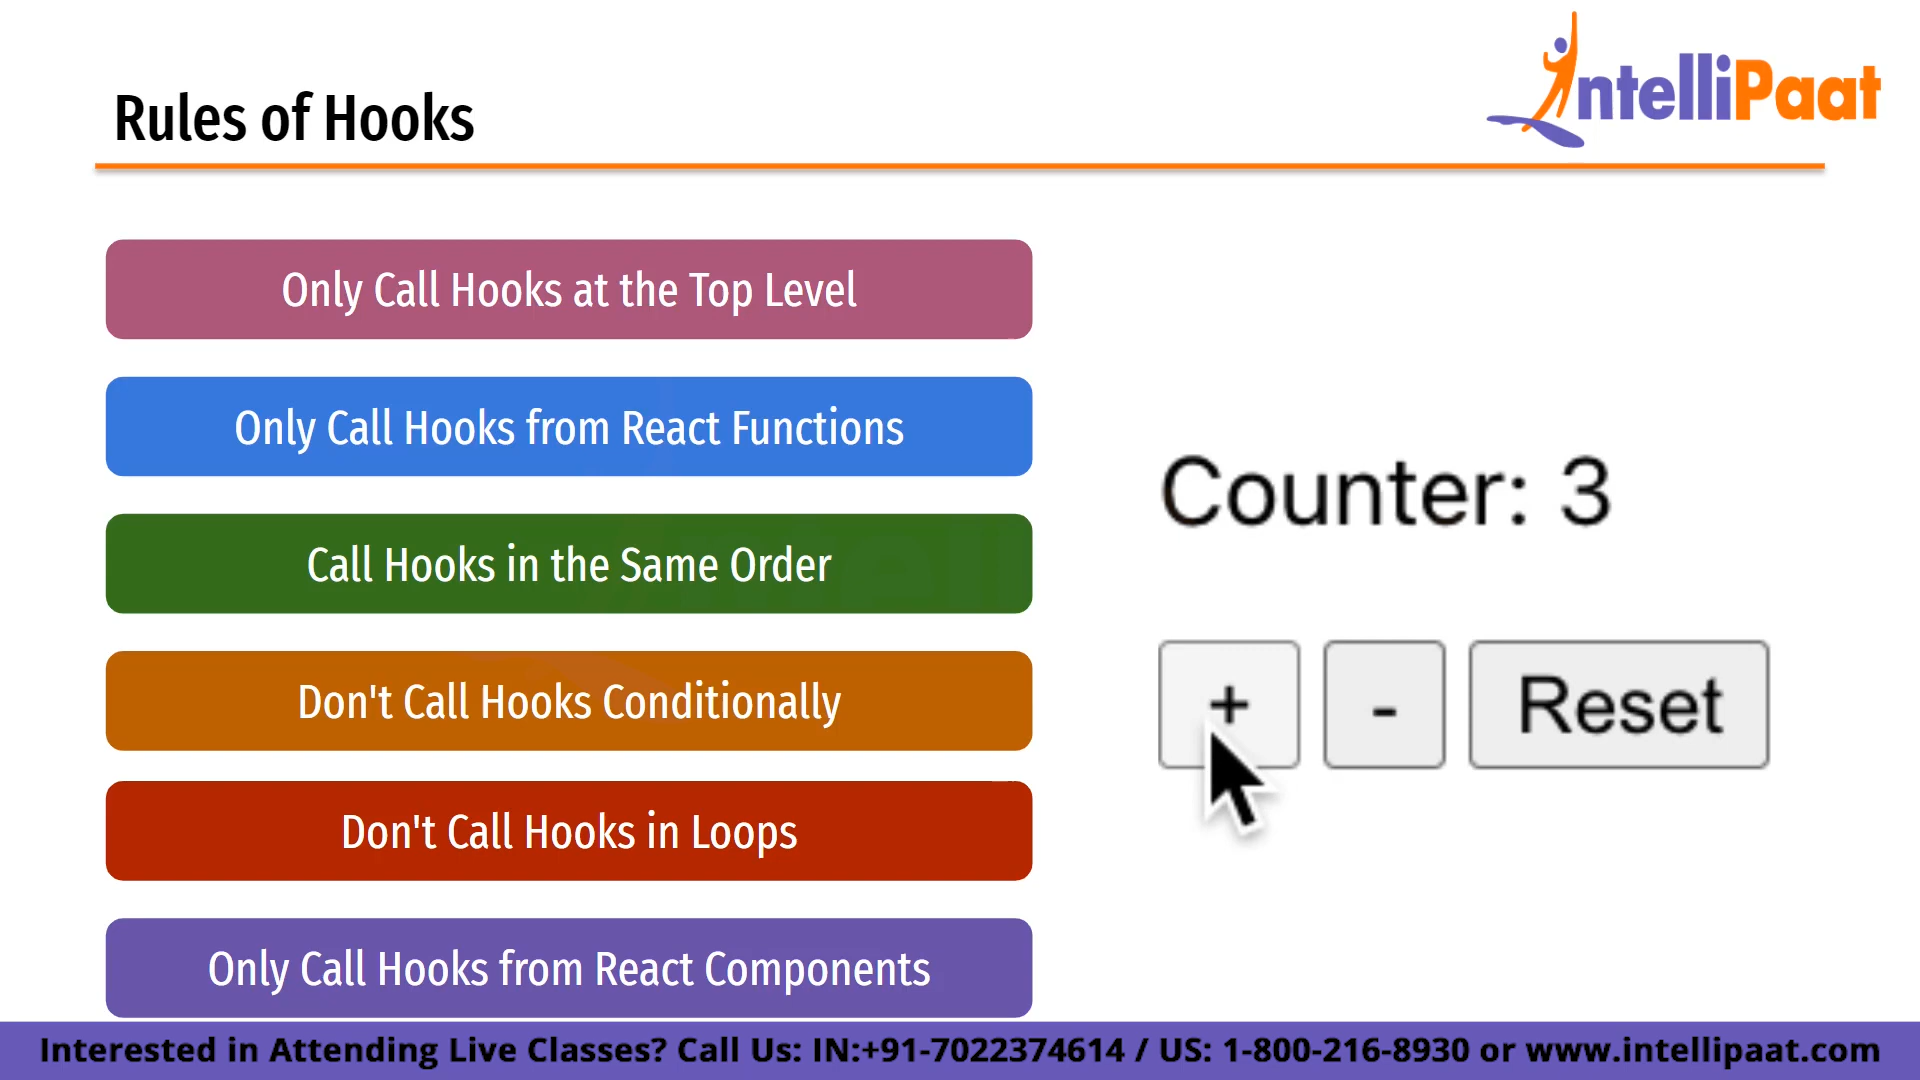 IntelliPaat
Rules of Hooks
Only Call Hooks at the Top Level
Only Call Hooks from React Functions
Call Hooks in the Same Order
Don't Call Hooks Conditionally
Don't Call Hooks in Loops
Only Call Hooks from React Components
Counter: 3
+ - Reset
Interested in Attending Live Classes? Call Us: IN:+91-7022374614 / US: 1-800-216-8930 or www.intellipaat.com